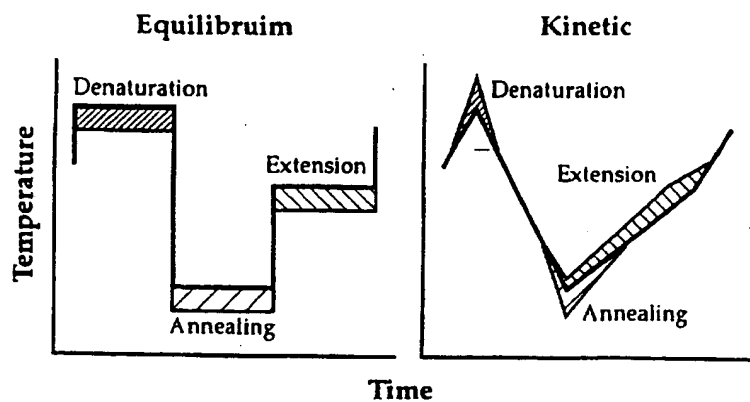 Equilibruim
Kinetic
Denaturation
Extension
Annealing
Denaturation
Extension
Annealing
Temperature
Time